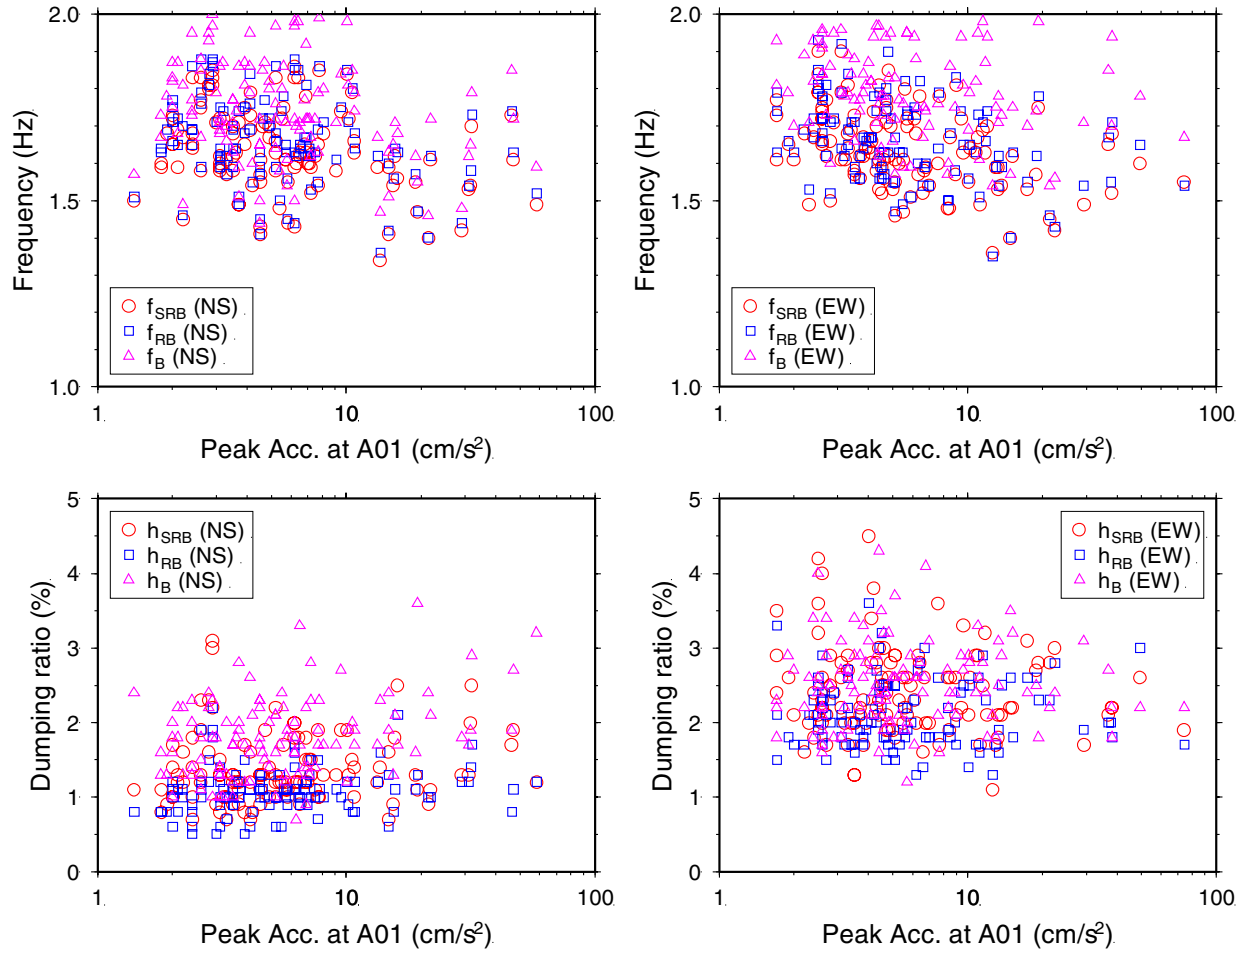 2.0
1.5
1.0
Frequency (Hz)
1 10 100
Peak Acc. at A01 (cm/s²)
f_SRB (NS)
f_RB (NS)
f_B (NS)
2.0
1.5
1.0
Frequency (Hz)
1 10 100
Peak Acc. at A01 (cm/s²)
f_SRB (EW)
f_RB (EW)
f_B (EW)
5
4
3
2
1
0
Dumping ratio (%)
1 10 100
Peak Acc. at A01 (cm/s²)
h_SRB (NS)
h_RB (NS)
h_B (NS)
5
4
3
2
1
0
Dumping ratio (%)
1 10 100
Peak Acc. at A01 (cm/s²)
h_SRB (EW)
h_RB (EW)
h_B (EW)